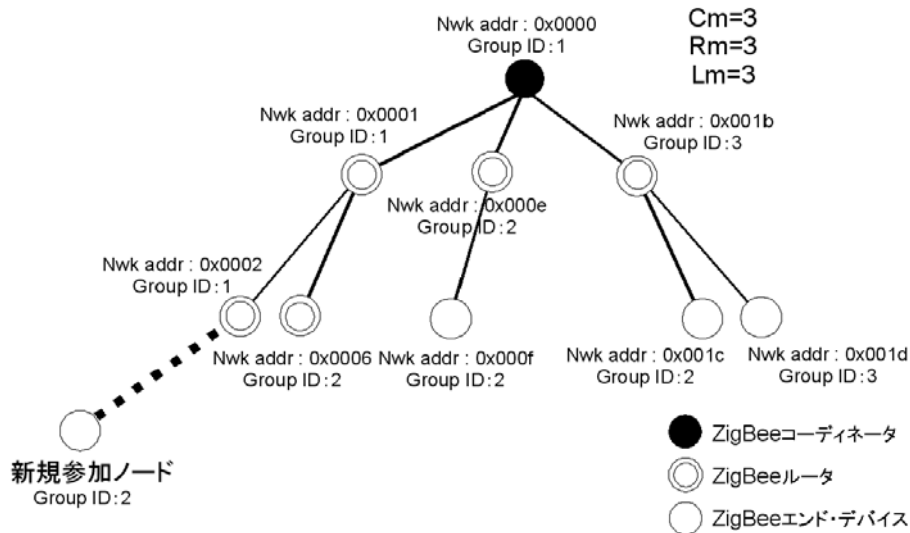 Nwk addr : 0x0000
Group ID:1
Cm=3
Rm=3
Lm=3
Nwk addr : 0x0001
Group ID:1
Nwk addr : 0x001b
Group ID:3
Nwk addr : 0x000e
Group ID:2
Nwk addr : 0x0002
Group ID:1
Nwk addr : 0x0006
Group ID:2
Nwk addr : 0x000f
Group ID:2
Nwk addr : 0x001c
Group ID:2
Nwk addr : 0x001d
Group ID:3
新規参加ノード
Group ID:2
ZigBeeコーディネータ
ZigBeeルータ
ZigBeeエンド・デバイス